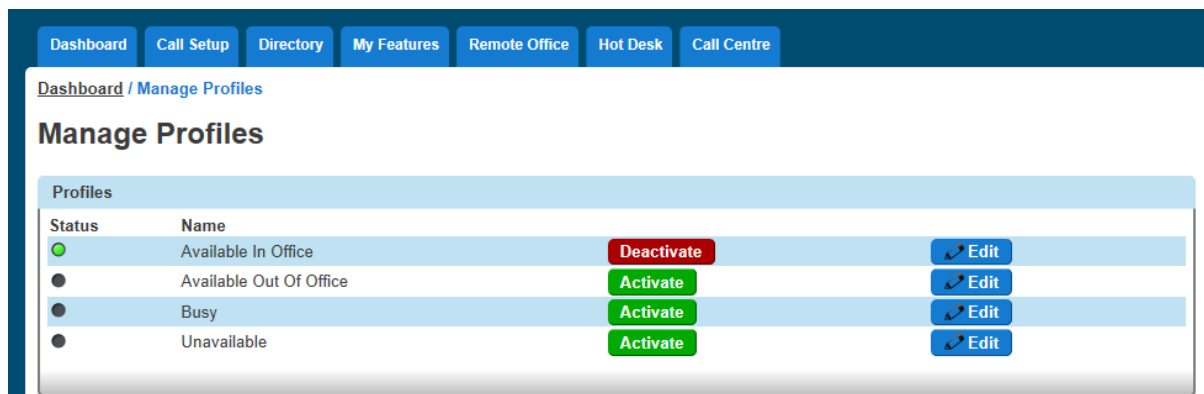 Dashboard Call Setup Directory My Features Remote Office Hot Desk Call Centre
Dashboard / Manage Profiles
Manage Profiles
Profiles
Status Name
Available In Office Deactivate Edit
Available Out Of Office Activate Edit
Busy Activate Edit
Unavailable Activate Edit